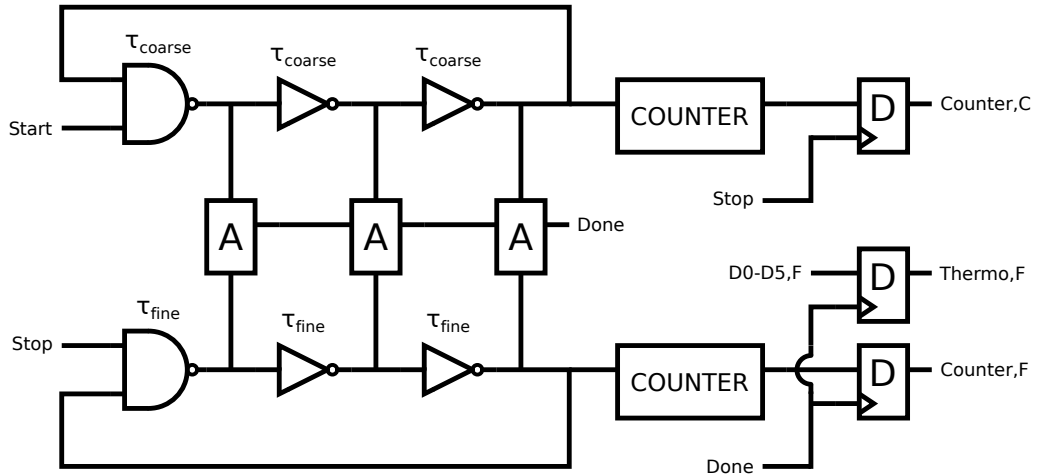 τcoarse
τcoarse
τcoarse
Start
COUNTER
D
Counter,C
Stop
A
A
A
Done
D0-D5,F
D
Thermo,F
τfine
τfine
τfine
Stop
COUNTER
D
Counter,F
Done